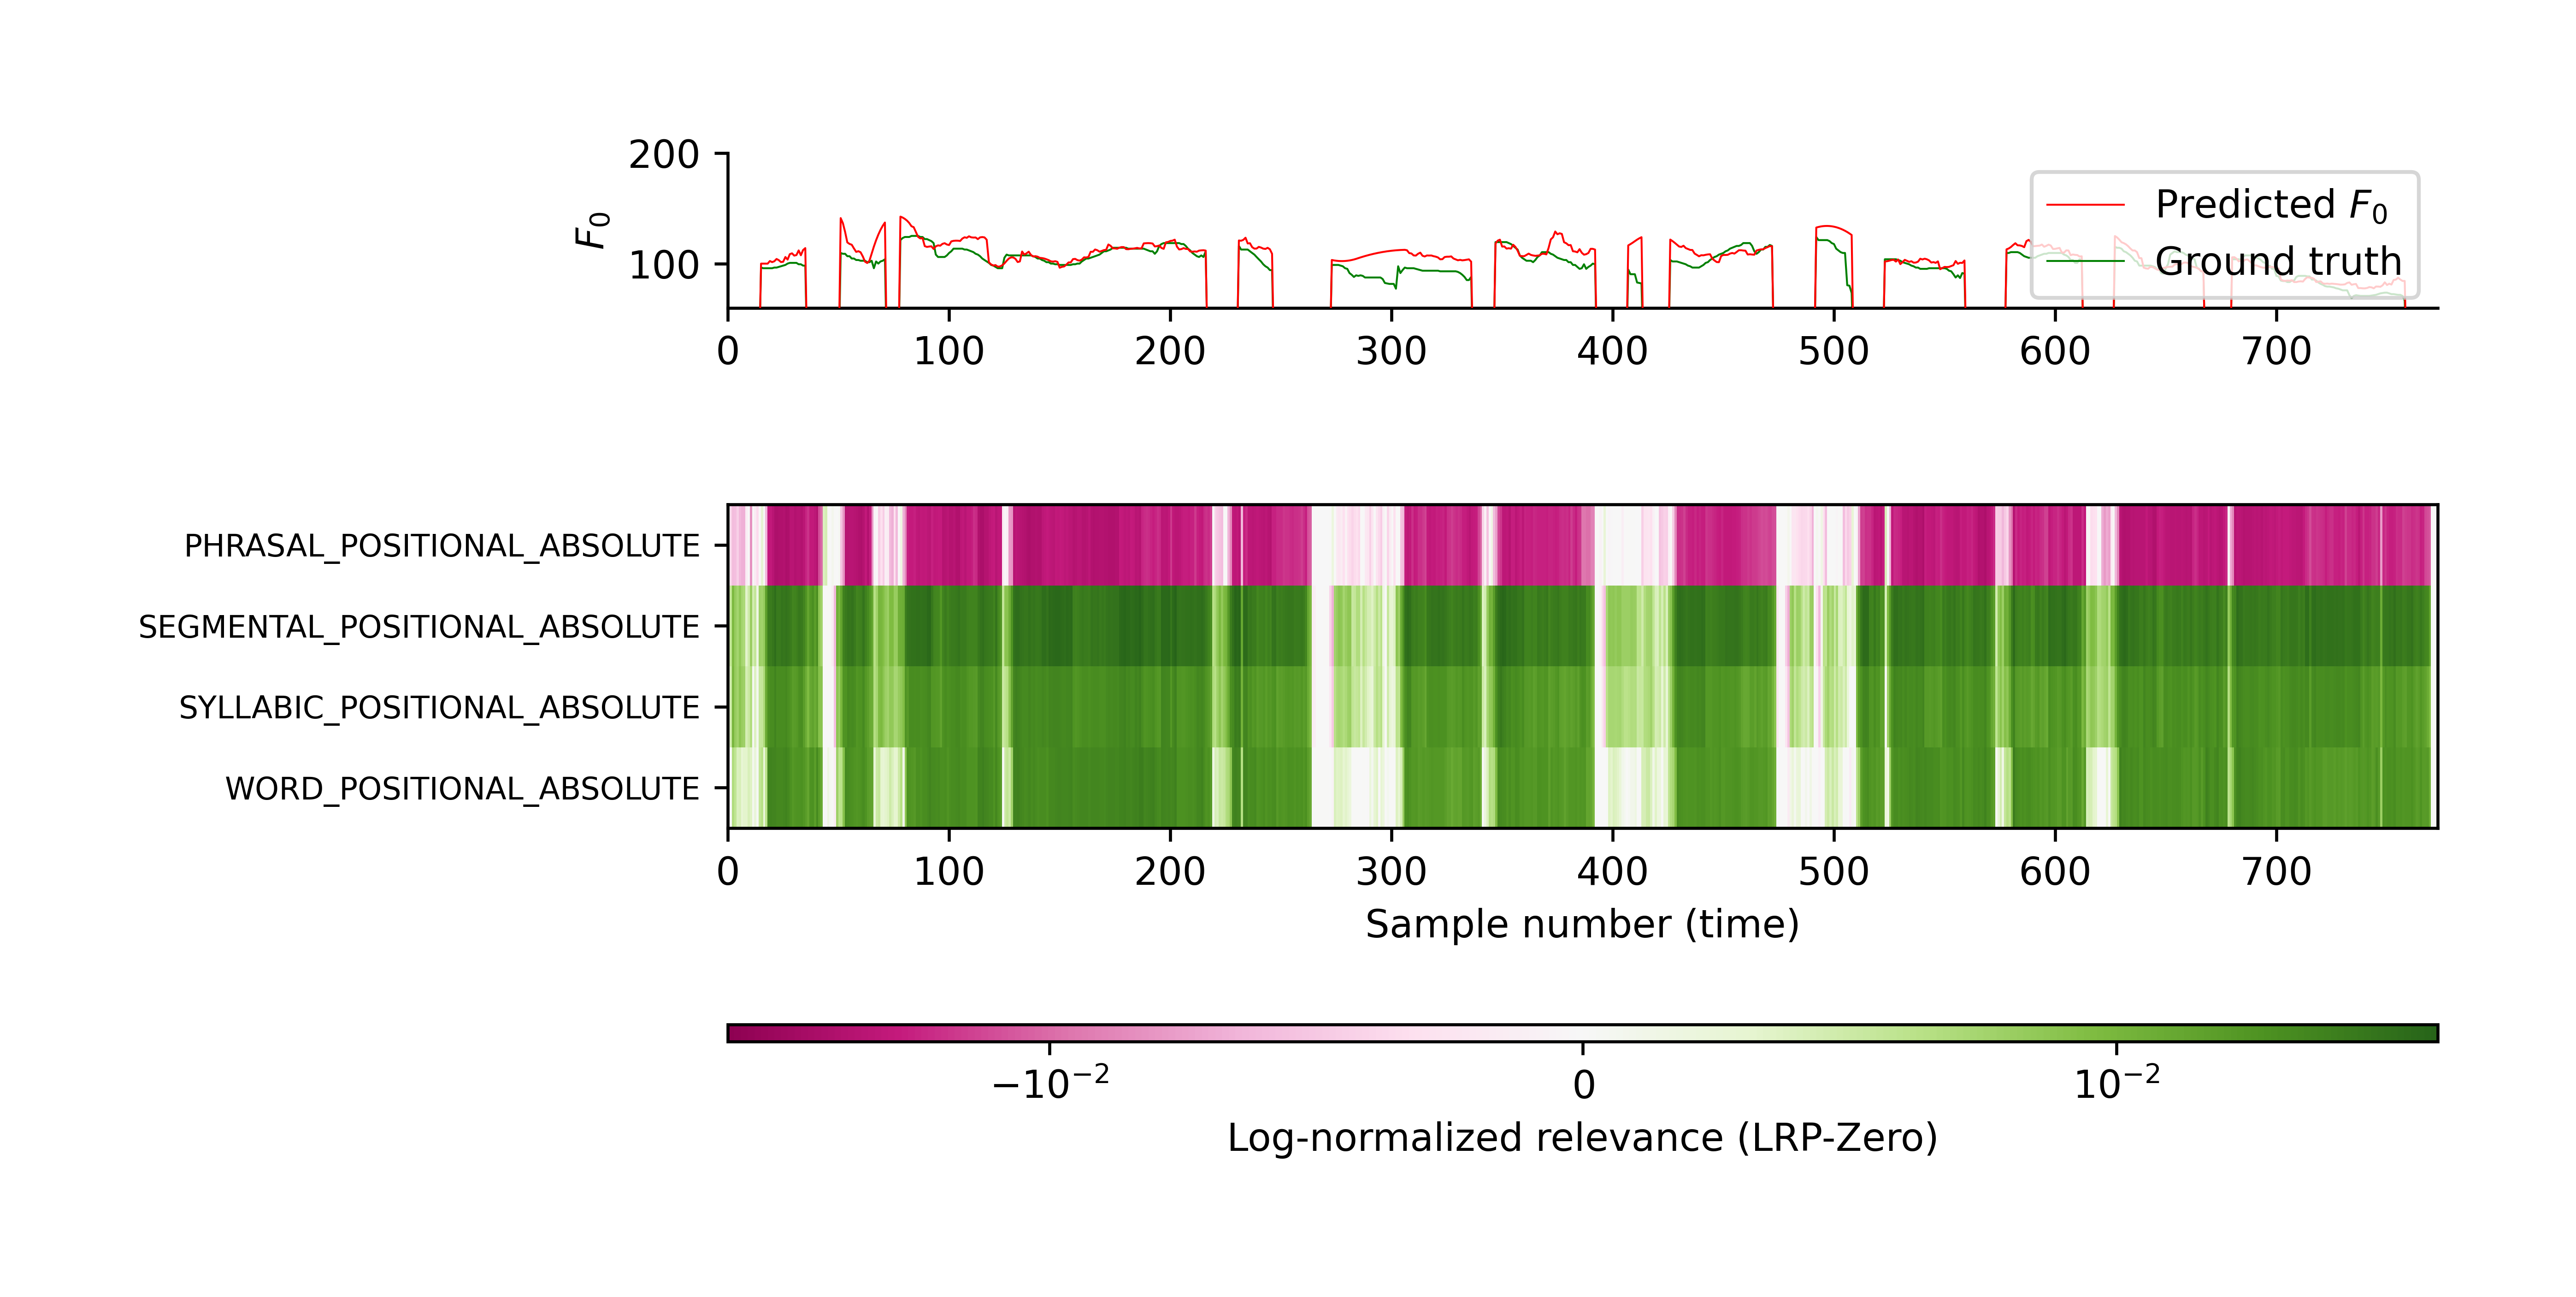 200
100
F₀
Predicted F₀
Ground truth
0 100 200 300 400 500 600 700
PHRASAL_POSITIONAL_ABSOLUTE
SEGMENTAL_POSITIONAL_ABSOLUTE
SYLLABIC_POSITIONAL_ABSOLUTE
WORD_POSITIONAL_ABSOLUTE
0 100 200 300 400 500 600 700
Sample number (time)
−10⁻² 0 10⁻²
Log-normalized relevance (LRP-Zero)